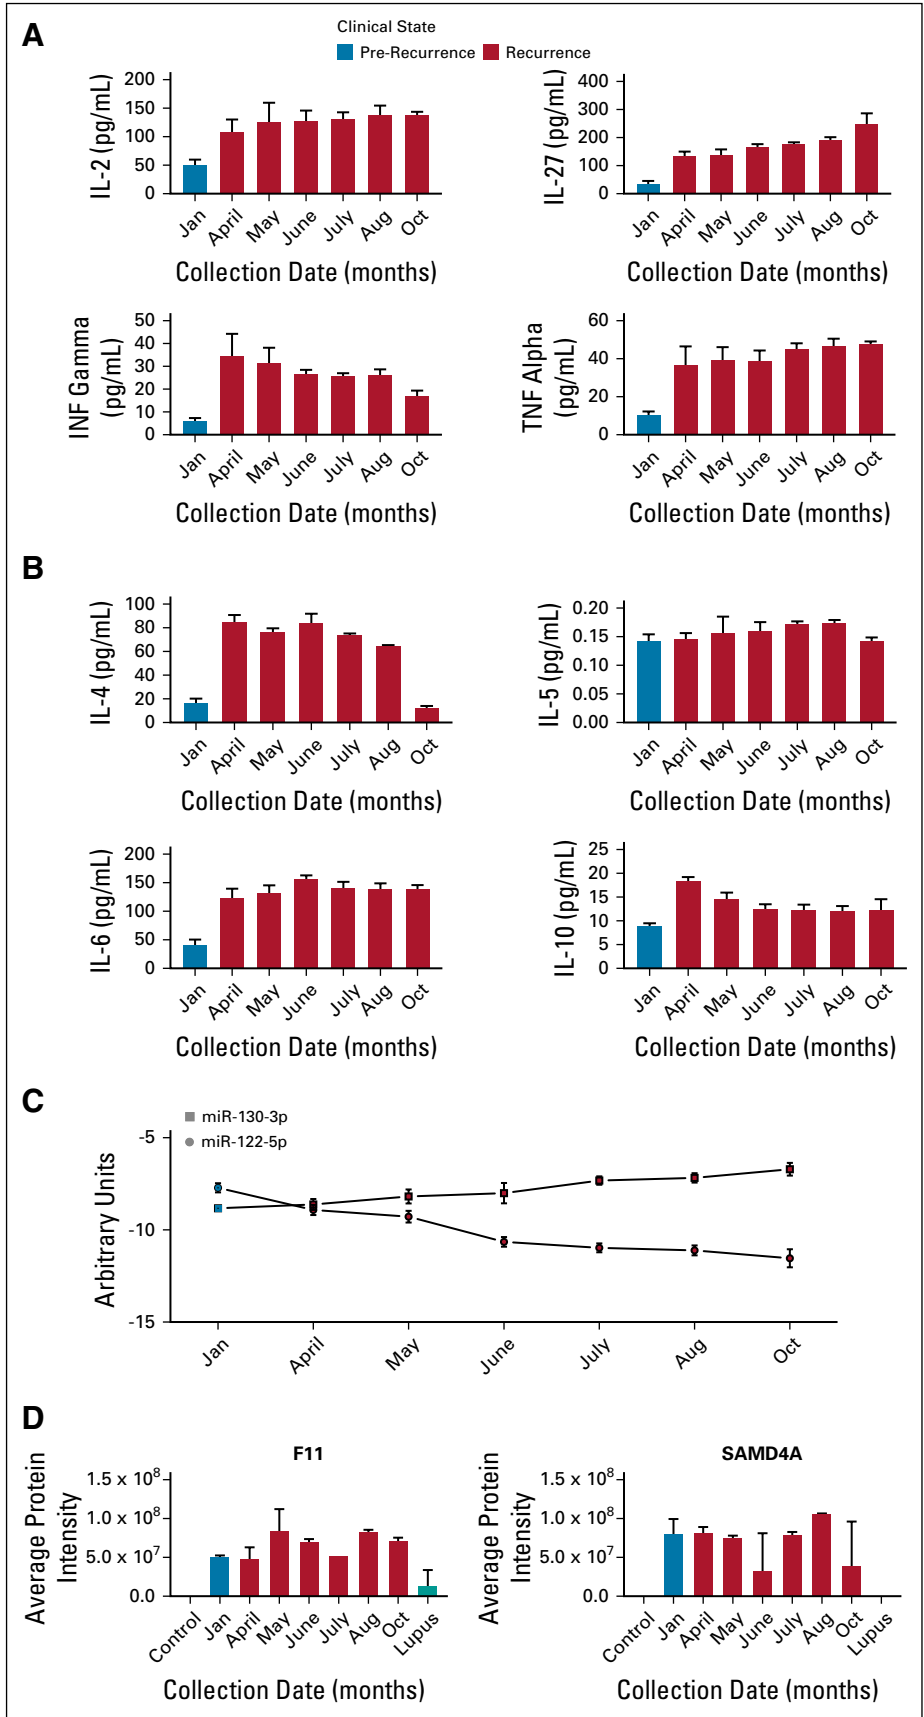 A
Clinical State
Pre-Recurrence Recurrence
IL-2 (pg/mL)
200
150
100
50
0
Jan April May June July Aug Oct
Collection Date (months)
IL-27 (pg/mL)
400
300
200
100
0
Jan April May June July Aug Oct
Collection Date (months)
INF Gamma
(pg/mL)
50
40
30
20
10
0
Jan April May June July Aug Oct
Collection Date (months)
TNF Alpha
(pg/mL)
60
40
20
0
Jan April May June July Aug Oct
Collection Date (months)
B
IL-4 (pg/mL)
100
80
60
40
20
0
Jan April May June July Aug Oct
Collection Date (months)
IL-5 (pg/mL)
0.20
0.15
0.10
0.05
0.00
Jan April May June July Aug Oct
Collection Date (months)
IL-6 (pg/mL)
200
150
100
50
0
Jan April May June July Aug Oct
Collection Date (months)
IL-10 (pg/mL)
25
20
15
10
5
0
Jan April May June July Aug Oct
Collection Date (months)
C
miR-130-3p
miR-122-5p
Arbitrary Units
-5
-10
-15
Jan April May June July Aug Oct
D
F11
Average Protein
Intensity
1.5 x 10⁸
1.0 x 10⁸
5.0 x 10⁷
0.0
Control Jan April May June July Aug Oct Lupus
Collection Date (months)
SAMD4A
Average Protein
Intensity
1.5 x 10⁸
1.0 x 10⁸
5.0 x 10⁷
0.0
Control Jan April May June July Aug Oct Lupus
Collection Date (months)